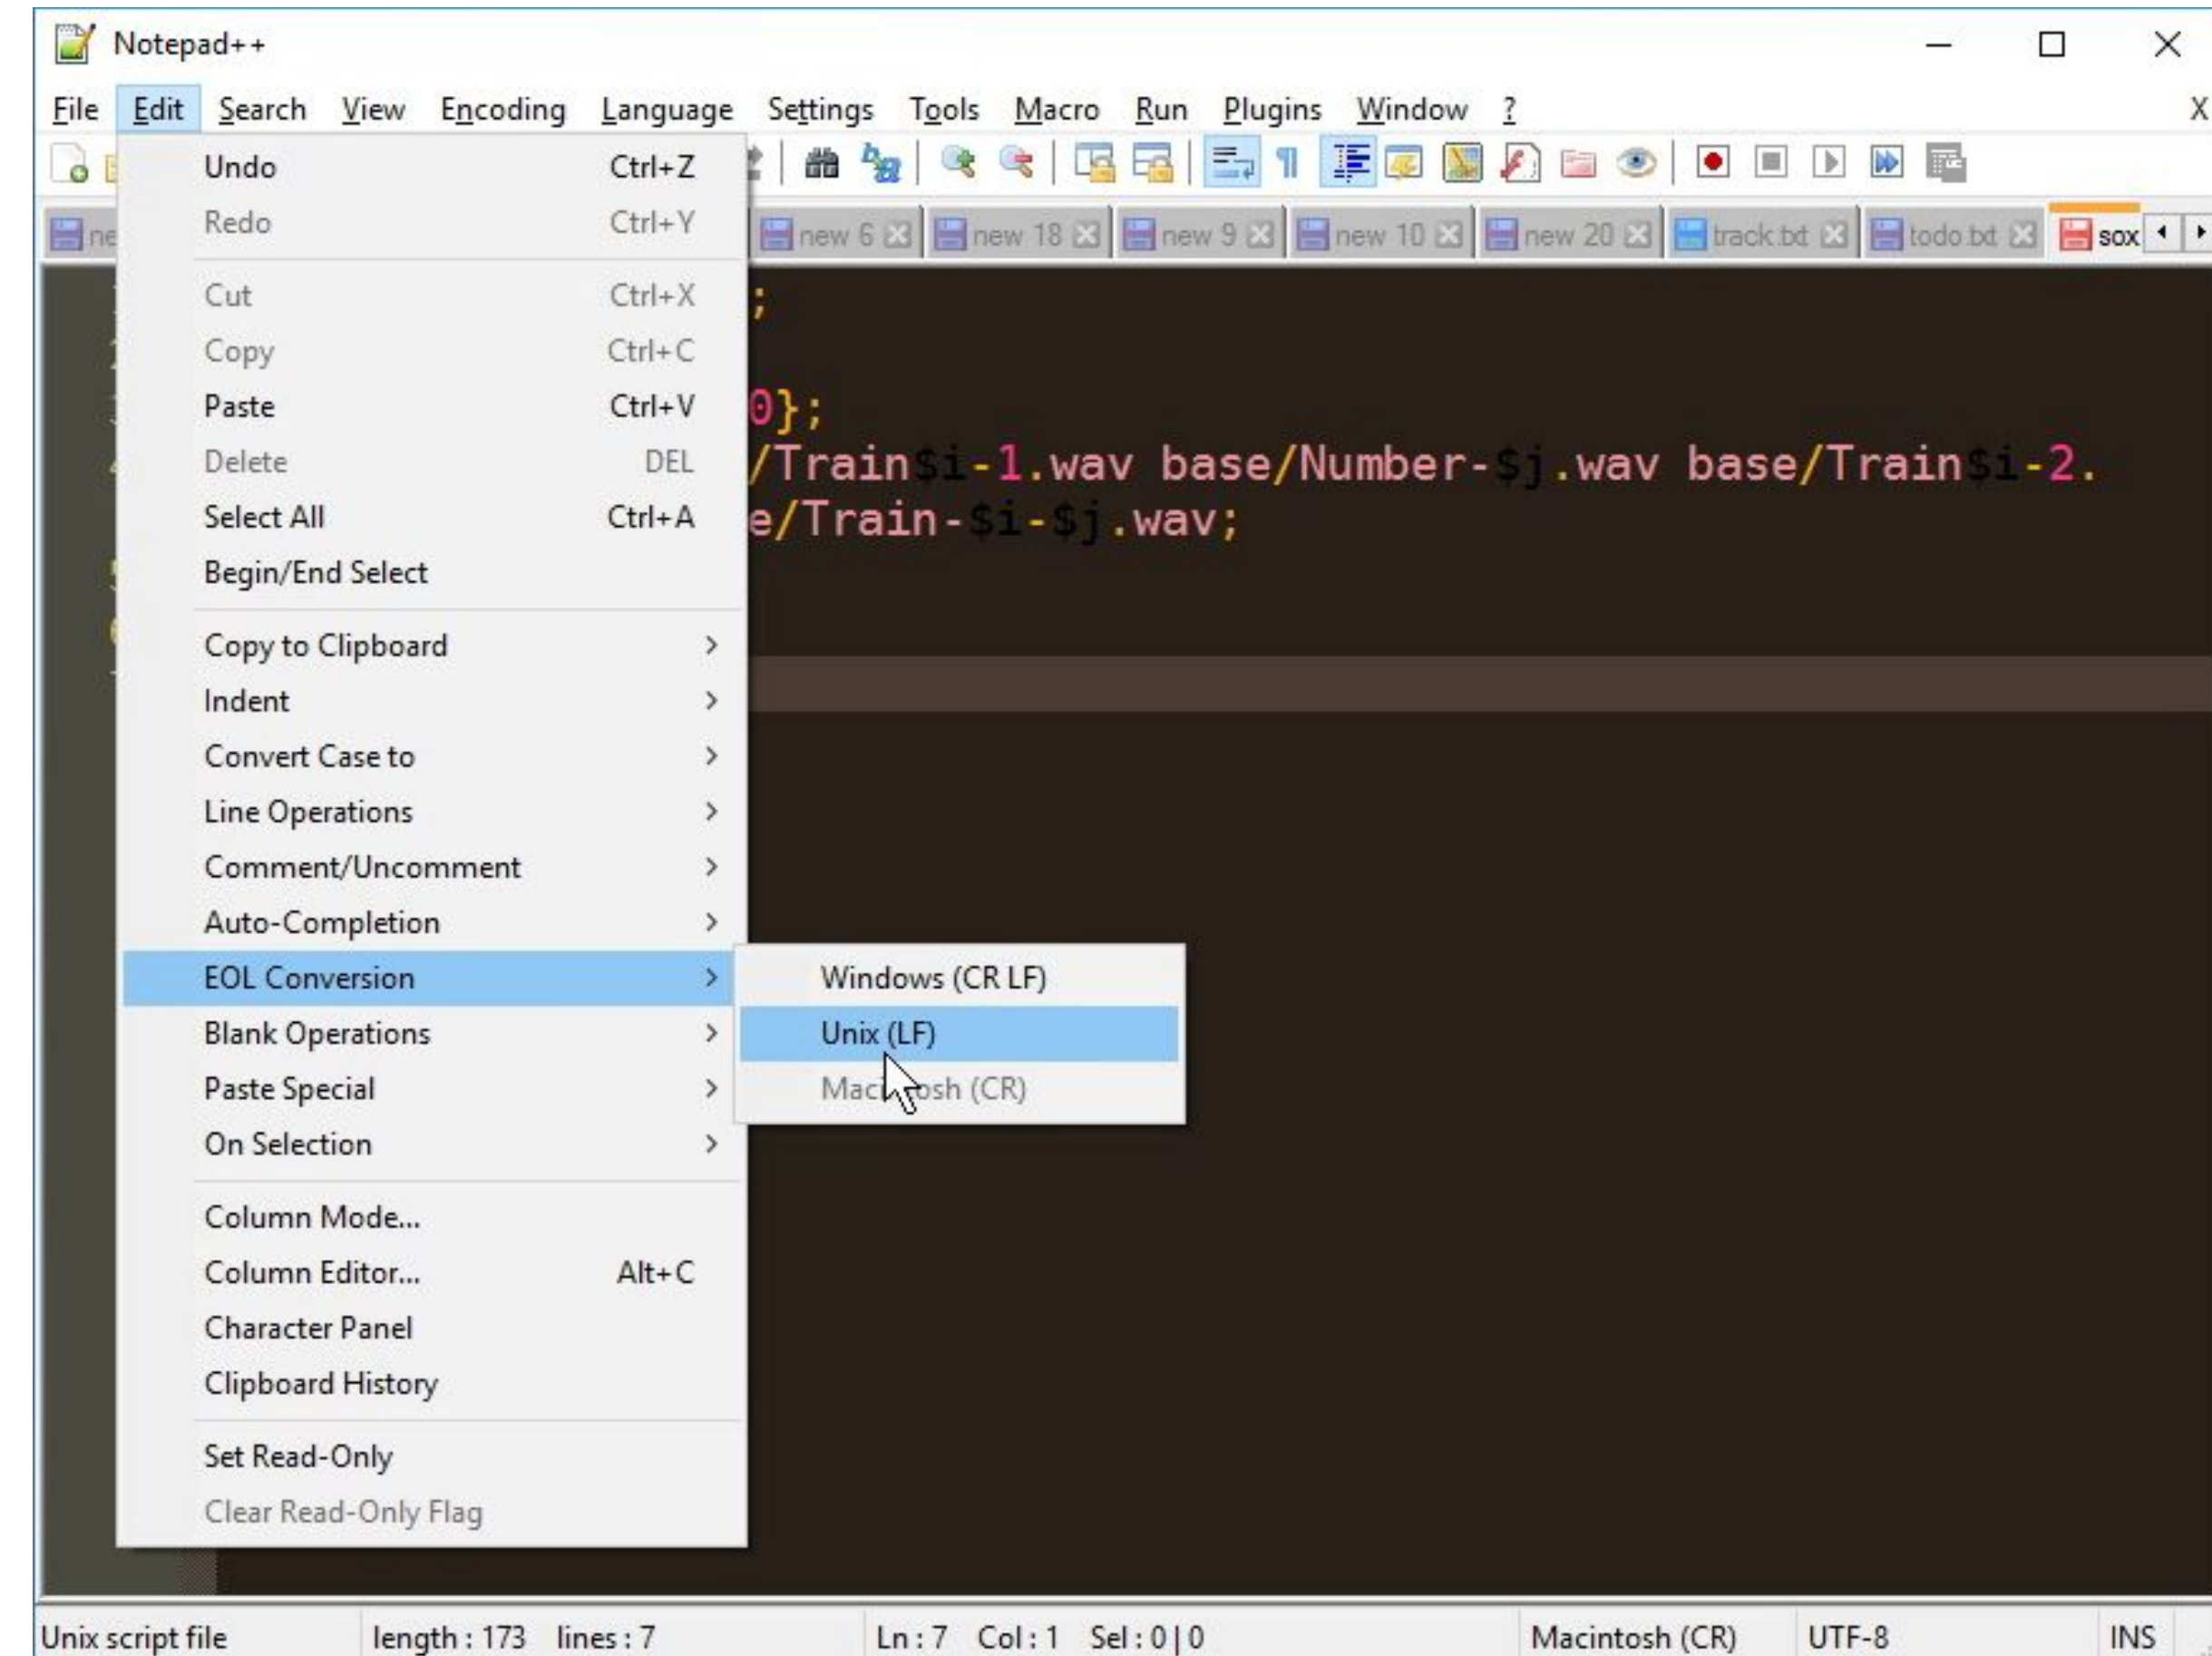 Notepad++
File Edit Search View Encoding Language Settings Tools Macro Run Plugins Window ? X
new 6 new 18 new 9 new 10 new 20 track.txt todo.txt sox
Undo Ctrl+Z
Redo Ctrl+Y
Cut Ctrl+X
;
Copy Ctrl+C
Paste Ctrl+V
0};
Delete DEL
/Train$i-1.wav base/Number-$j.wav base/Train$i-2.
Select All Ctrl+A
e/Train-$i-$j.wav;
Begin/End Select
Copy to Clipboard >
Indent >
Convert Case to >
Line Operations >
Comment/Uncomment >
Auto-Completion >
EOL Conversion >
Windows (CR LF)
Blank Operations >
Unix (LF)
Paste Special >
Macintosh (CR)
On Selection >
Column Mode...
Column Editor... Alt+C
Character Panel
Clipboard History
Set Read-Only
Clear Read-Only Flag
Unix script file length : 173 lines : 7 Ln : 7 Col : 1 Sel : 0 | 0 Macintosh (CR) UTF-8 INS